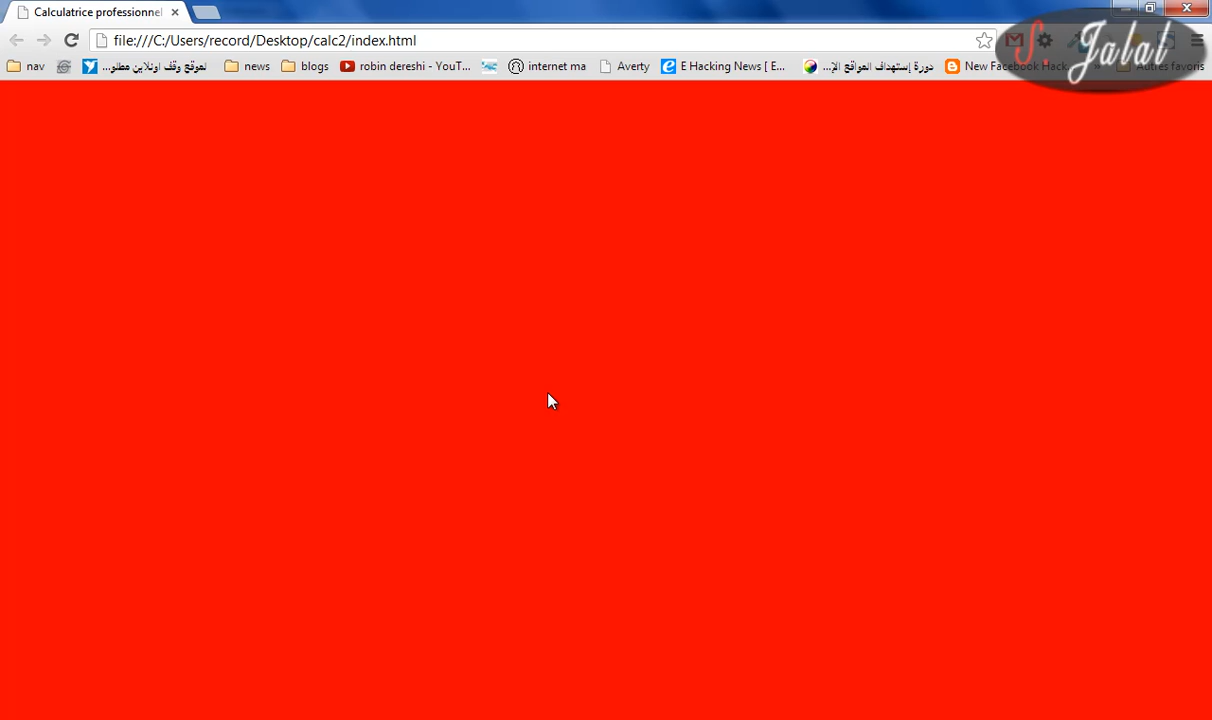 Calculatrice professionnel
file:///C:/Users/record/Desktop/calc2/index.html
S. Jalal
nav
لموقع وقف اونلاين مطلو...
news
blogs
robin dereshi - YouT...
internet ma
Averty
E Hacking News [ E...
دورة إستهداف المواقع الإ...
New Facebook Hack...
Autres favoris